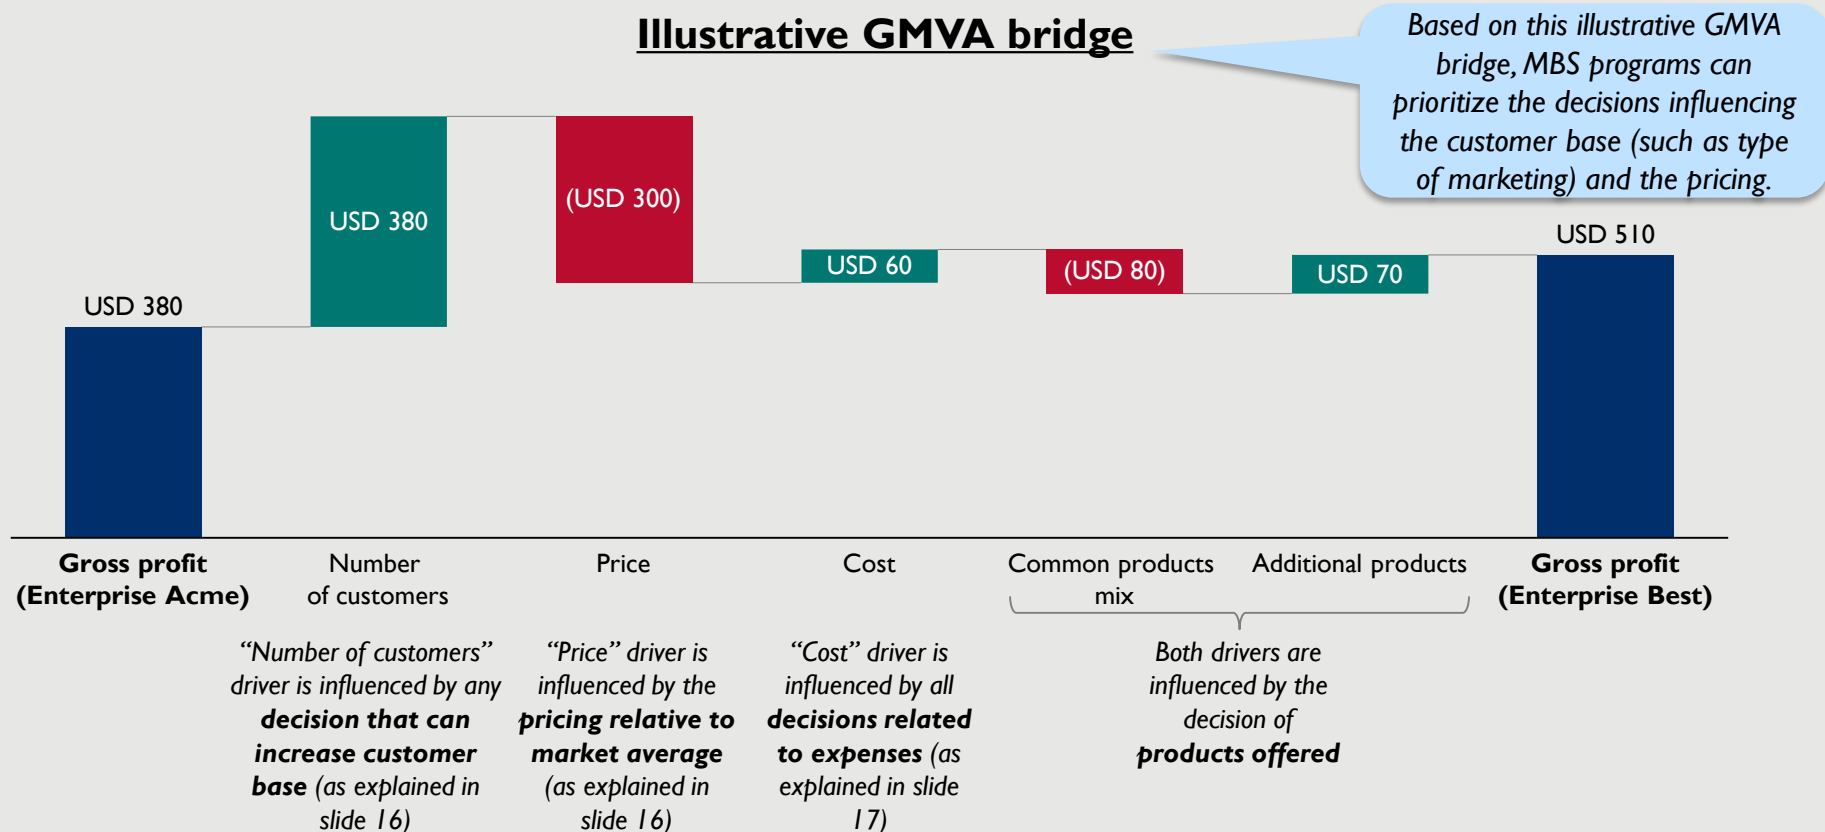 Illustrative GMVA bridge
Based on this illustrative GMVA
bridge, MBS programs can
prioritize the decisions influencing
the customer base (such as type
of marketing) and the pricing.
USD 380
USD 380
(USD 300)
USD 60
(USD 80)
USD 70
USD 510
Gross profit
(Enterprise Acme)
Number
of customers
Price
Cost
Common products
mix
Additional products
Gross profit
(Enterprise Best)
“Number of customers”
driver is influenced by any
decision that can
increase customer
base (as explained in
slide 16)
“Price” driver is
influenced by the
pricing relative to
market average
(as explained in
slide 16)
“Cost” driver is
influenced by all
decisions related
to expenses (as
explained in slide
17)
Both drivers are
influenced by the
decision of
products offered